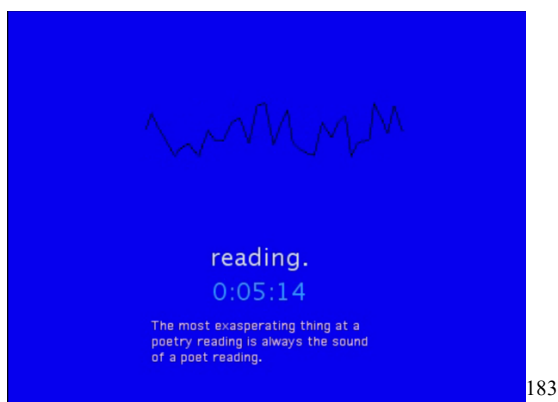 reading.
0:05:14
The most exasperating thing at a
poetry reading is always the sound
of a poet reading.
183